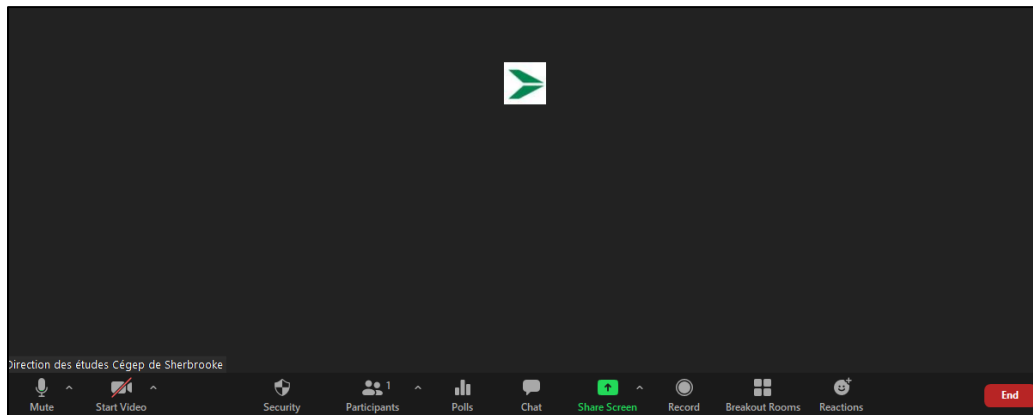 Direction des études Cégep de Sherbrooke
1
Mute Start Video Security Participants Polls Chat Share Screen Record Breakout Rooms Reactions End